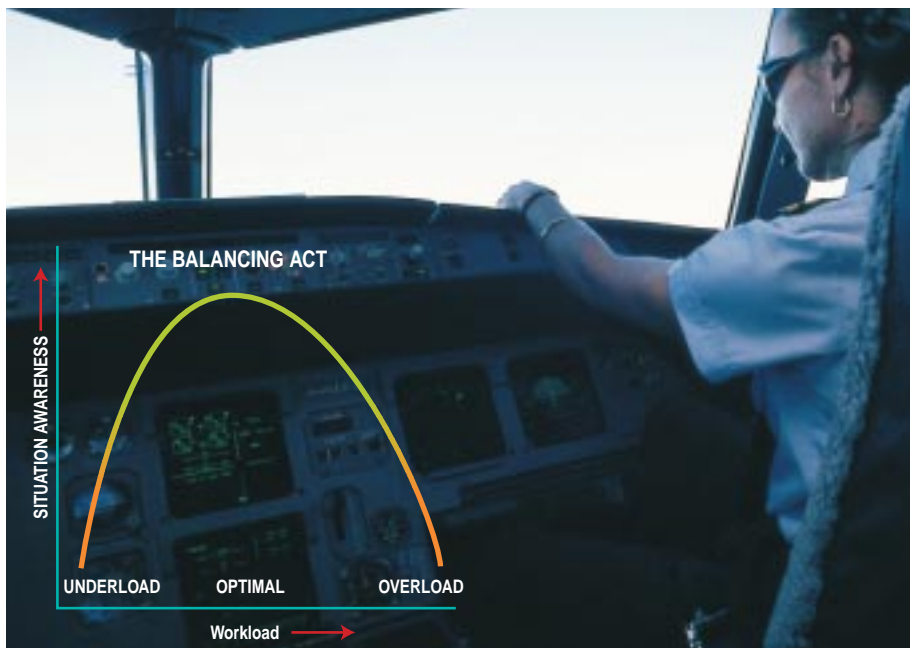 THE BALANCING ACT
SITUATION AWARENESS
UNDERLOAD OPTIMAL OVERLOAD
Workload